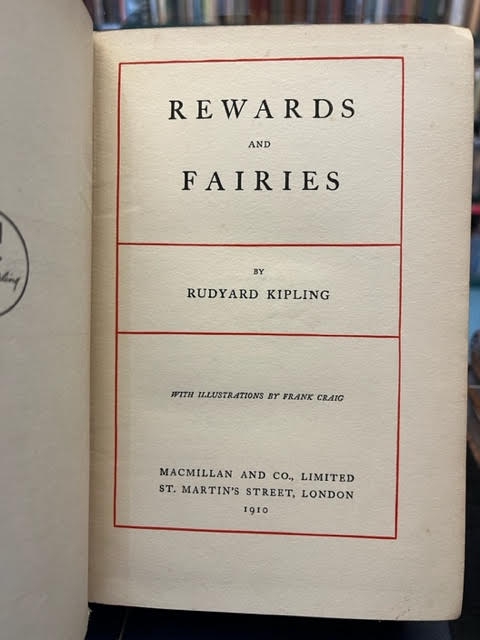 REWARDS
AND
FAIRIES
BY
RUDYARD KIPLING
WITH ILLUSTRATIONS BY FRANK CRAIG
MACMILLAN AND CO., LIMITED
ST. MARTIN'S STREET, LONDON
1910